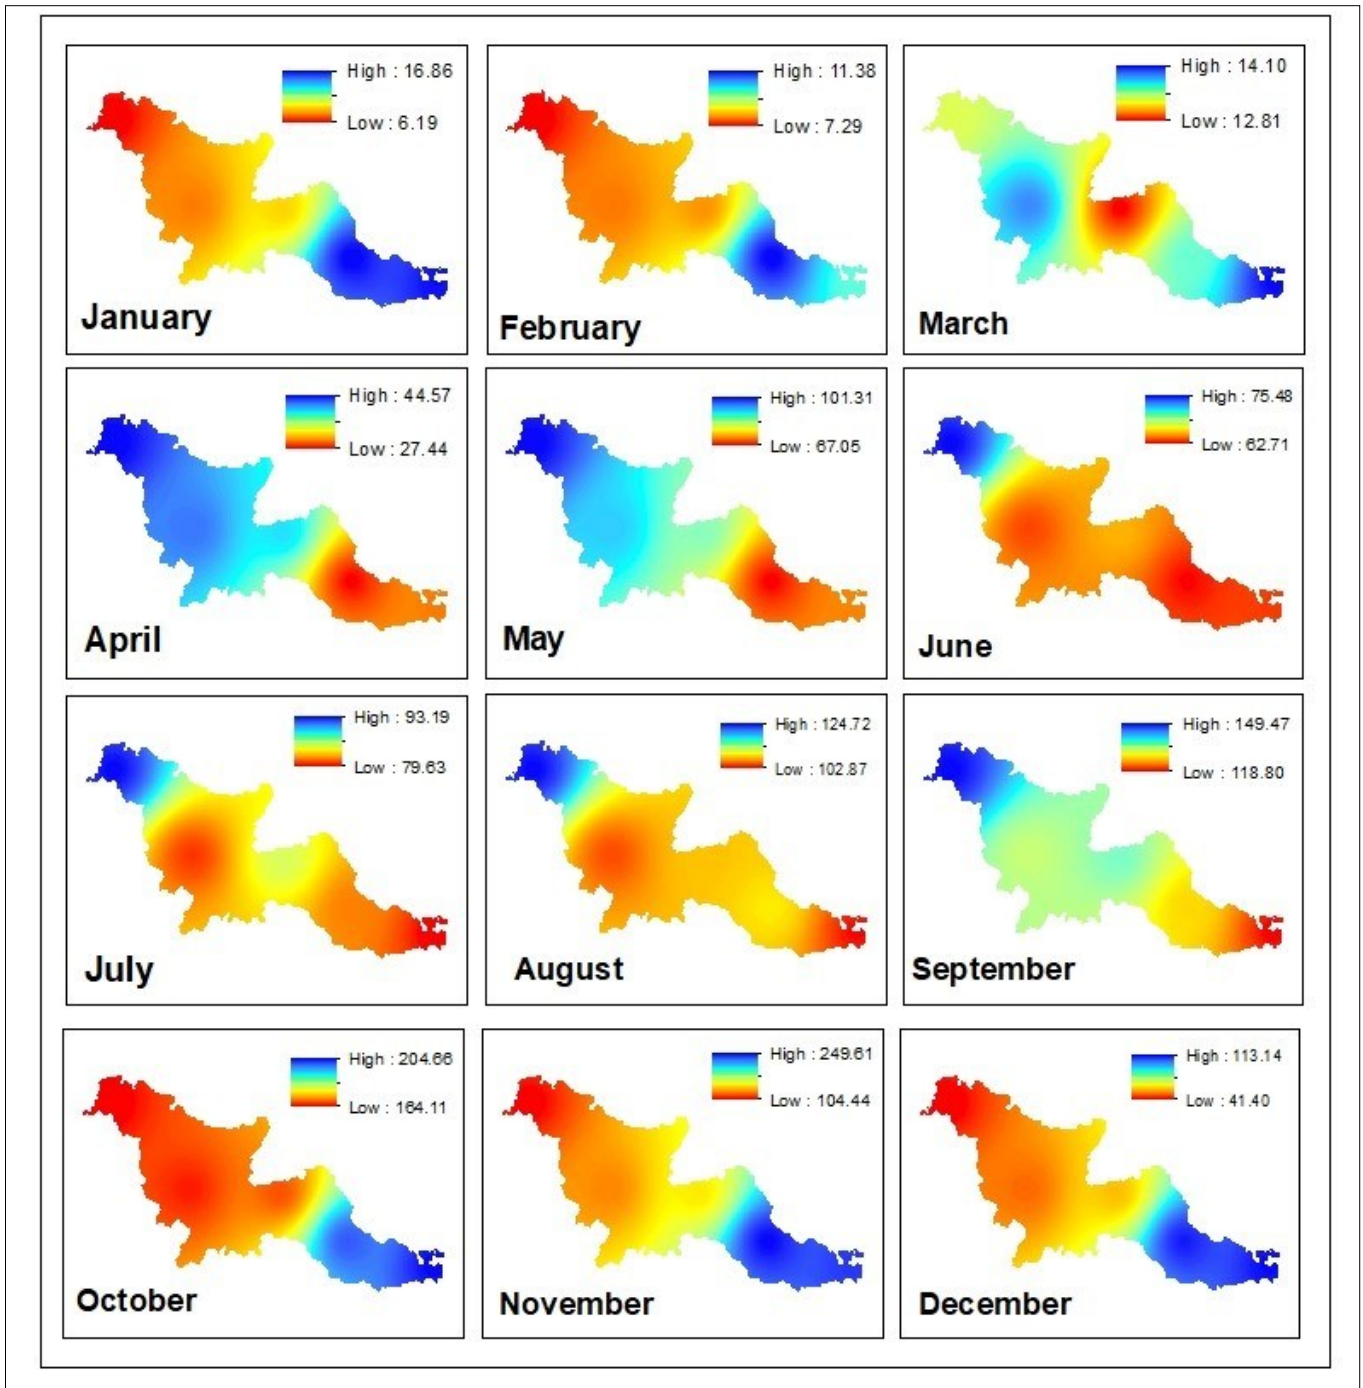 High : 16.86
Low : 6.19
January
High : 11.38
Low : 7.29
February
High : 14.10
Low : 12.81
March
High : 44.57
Low : 27.44
April
High : 101.31
Low : 67.05
May
High : 75.48
Low : 62.71
June
High : 93.19
Low : 79.63
July
High : 124.72
Low : 102.87
August
High : 149.47
Low : 118.80
September
High : 204.66
Low : 164.11
October
High : 249.61
Low : 104.44
November
High : 113.14
Low : 41.40
December